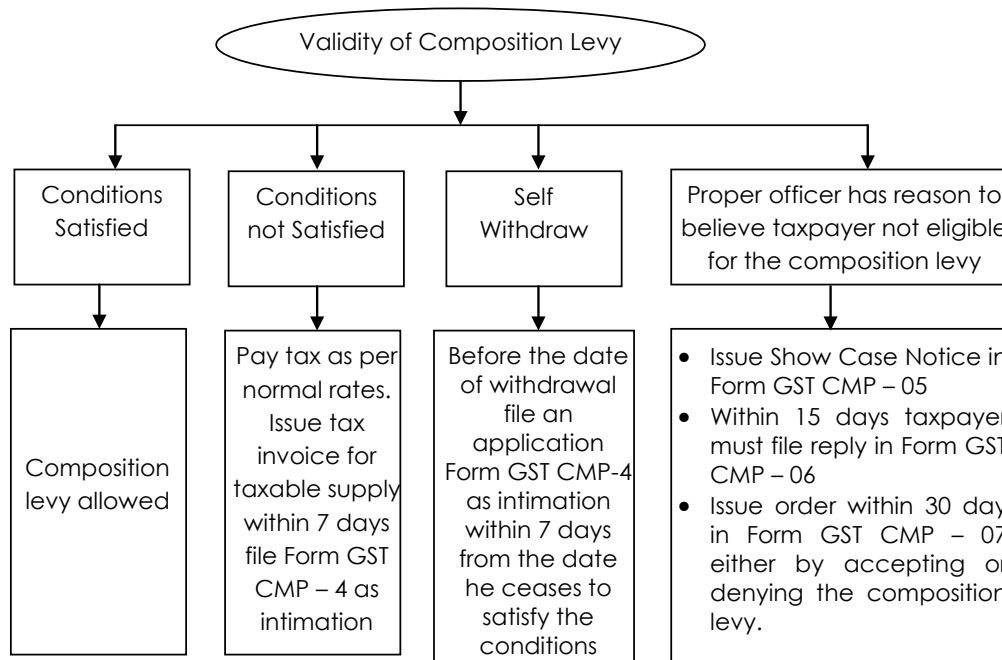 Validity of Composition Levy
Conditions
Satisfied
Conditions
not Satisfied
Self
Withdraw
Proper officer has reason to
believe taxpayer not eligible
for the composition levy
Composition
levy allowed
Pay tax as per
normal rates.
Issue tax
invoice for
taxable supply
within 7 days
file Form GST
CMP – 4 as
intimation
Before the date
of withdrawal
file an
application
Form GST CMP-4
as intimation
within 7 days
from the date
he ceases to
satisfy the
conditions
• Issue Show Case Notice in
Form GST CMP – 05
• Within 15 days taxpayer
must file reply in Form GST
CMP – 06
• Issue order within 30 day
in Form GST CMP – 07
either by accepting or
denying the composition
levy.